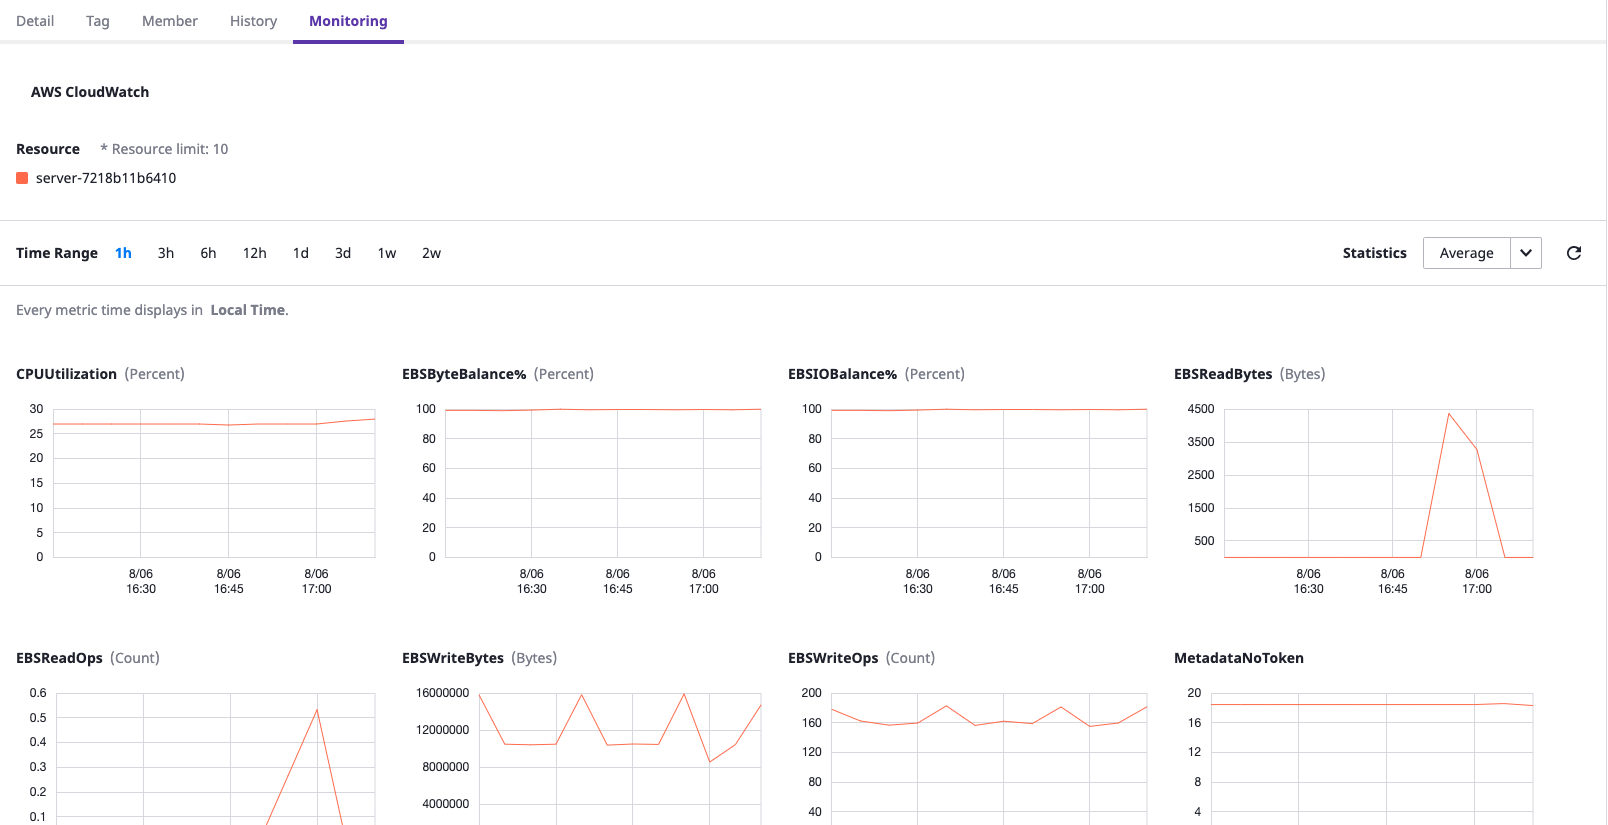 Detail Tag Member History Monitoring
AWS CloudWatch
Resource * Resource limit: 10
server-7218b11b6410
Time Range 1h 3h 6h 12h 1d 3d 1w 2w Statistics Average
Every metric time displays in Local Time.
CPUUtilization (Percent)
30
25
20
15
10
5
0
8/06 8/06 8/06
16:30 16:45 17:00
EBSByteBalance% (Percent)
100
80
60
40
20
0
8/06 8/06 8/06
16:30 16:45 17:00
EBSIOBalance% (Percent)
100
80
60
40
20
0
8/06 8/06 8/06
16:30 16:45 17:00
EBSReadBytes (Bytes)
4500
3500
2500
1500
500
8/06 8/06 8/06
16:30 16:45 17:00
EBSReadOps (Count)
0.6
0.5
0.4
0.3
0.2
0.1
EBSWriteBytes (Bytes)
16000000
12000000
8000000
4000000
EBSWriteOps (Count)
200
160
120
80
40
MetadataNoToken
20
16
12
8
4